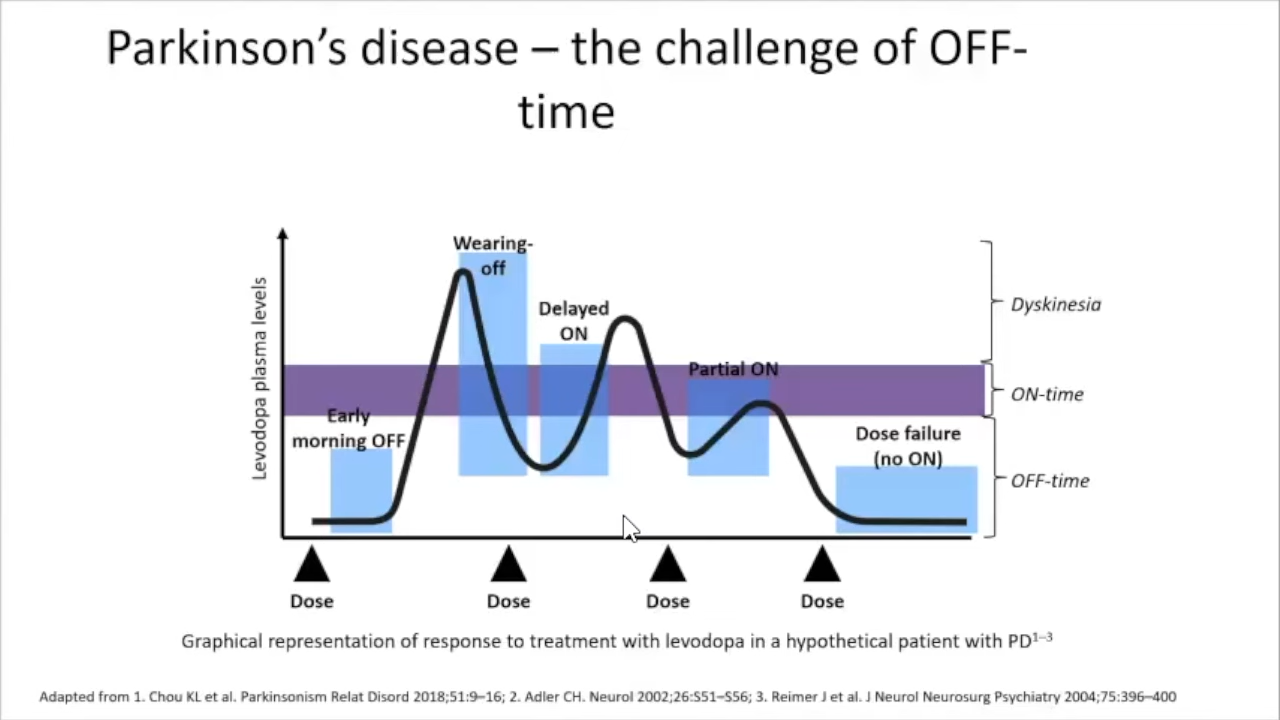 Parkinson’s disease – the challenge of OFF-
time
Wearing-
off
Delayed
ON
Partial ON
Early
morning OFF
Dose failure
(no ON)
Levodopa plasma levels
Dyskinesia
ON-time
OFF-time
Dose
Dose
Dose
Dose
Graphical representation of response to treatment with levodopa in a hypothetical patient with PD¹⁻³
Adapted from 1. Chou KL et al. Parkinsonism Relat Disord 2018;51:9–16; 2. Adler CH. Neurol 2002;26:S51–S56; 3. Reimer J et al. J Neurol Neurosurg Psychiatry 2004;75:396–400